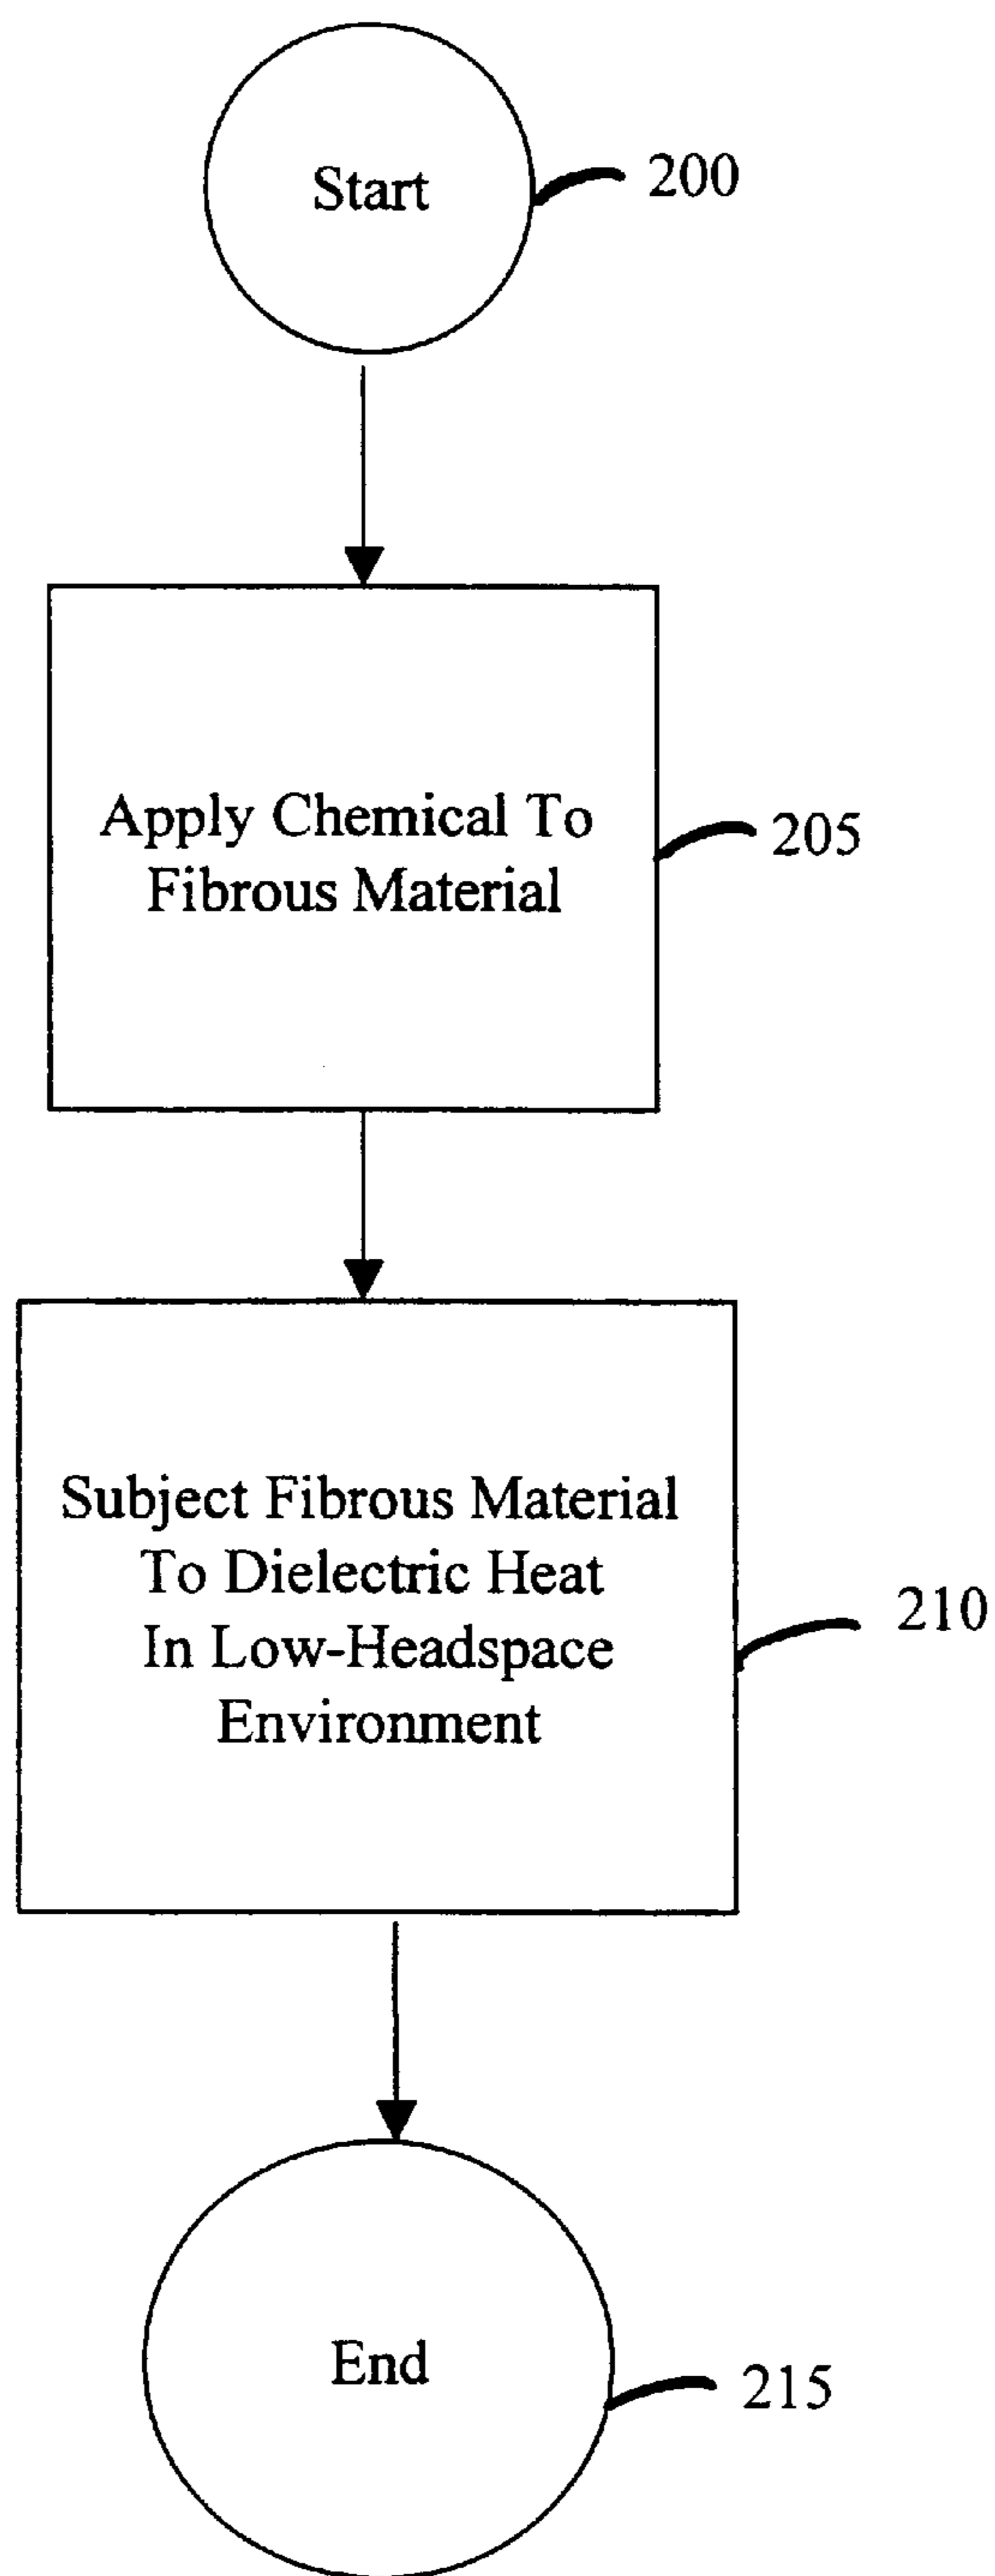 Start
200
Apply Chemical To
Fibrous Material
205
Subject Fibrous Material
To Dielectric Heat
In Low-Headspace
Environment
210
End
215